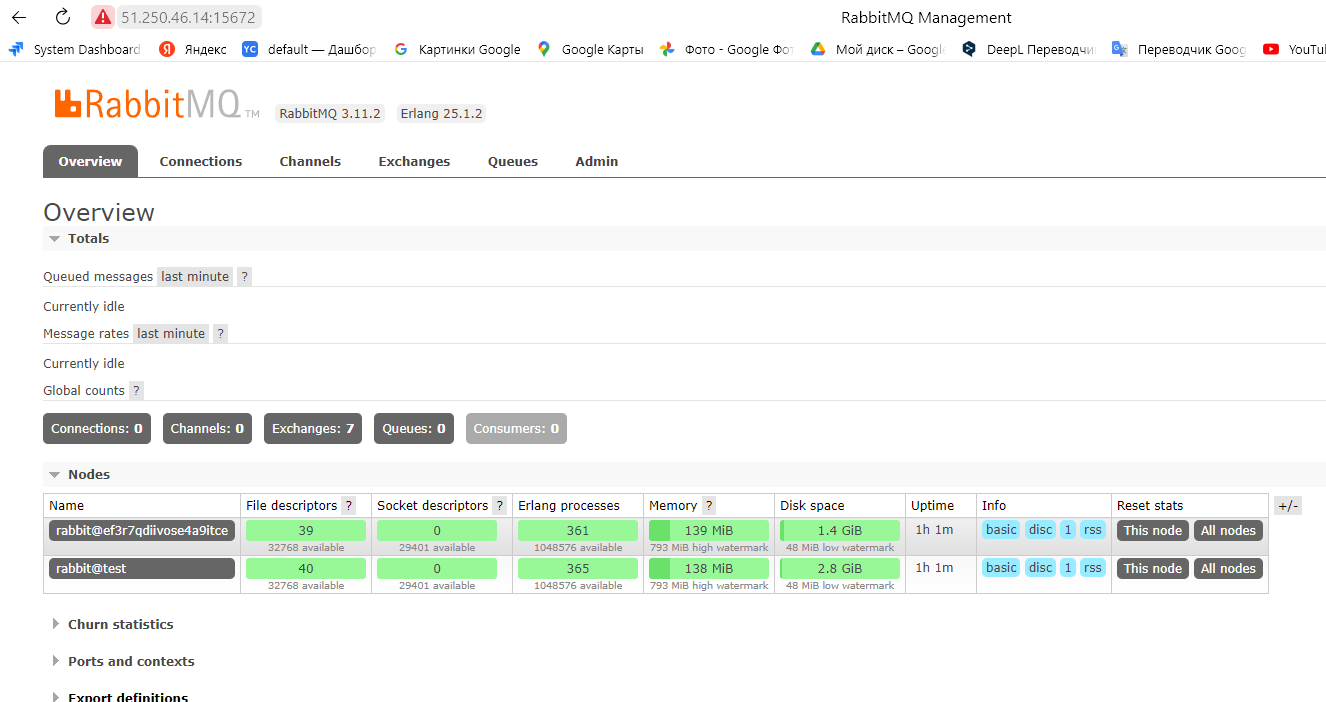 51.250.46.14:15672 RabbitMQ Management
System Dashboard Яндекс YC default — Дашбор Картинки Google Google Карты Фото - Google Фот Мой диск – Google DeepL Переводчи Переводчик Goog YouTul
RabbitMQ TM RabbitMQ 3.11.2 Erlang 25.1.2
Overview Connections Channels Exchanges Queues Admin
Overview
Totals
Queued messages last minute ?
Currently idle
Message rates last minute ?
Currently idle
Global counts ?
Connections: 0 Channels: 0 Exchanges: 7 Queues: 0 Consumers: 0
Nodes
Name File descriptors ? Socket descriptors ? Erlang processes Memory ? Disk space Uptime Info Reset stats +/-
rabbit@ef3r7qdiivose4a9itce 39 0 361 139 MiB 1.4 GiB 1h 1m basic disc 1 rss This node All nodes
32768 available 29401 available 1048576 available 793 MiB high watermark 48 MiB low watermark
rabbit@test 40 0 365 138 MiB 2.8 GiB 1h 1m basic disc 1 rss This node All nodes
32768 available 29401 available 1048576 available 793 MiB high watermark 48 MiB low watermark
Churn statistics
Ports and contexts
Export definitions